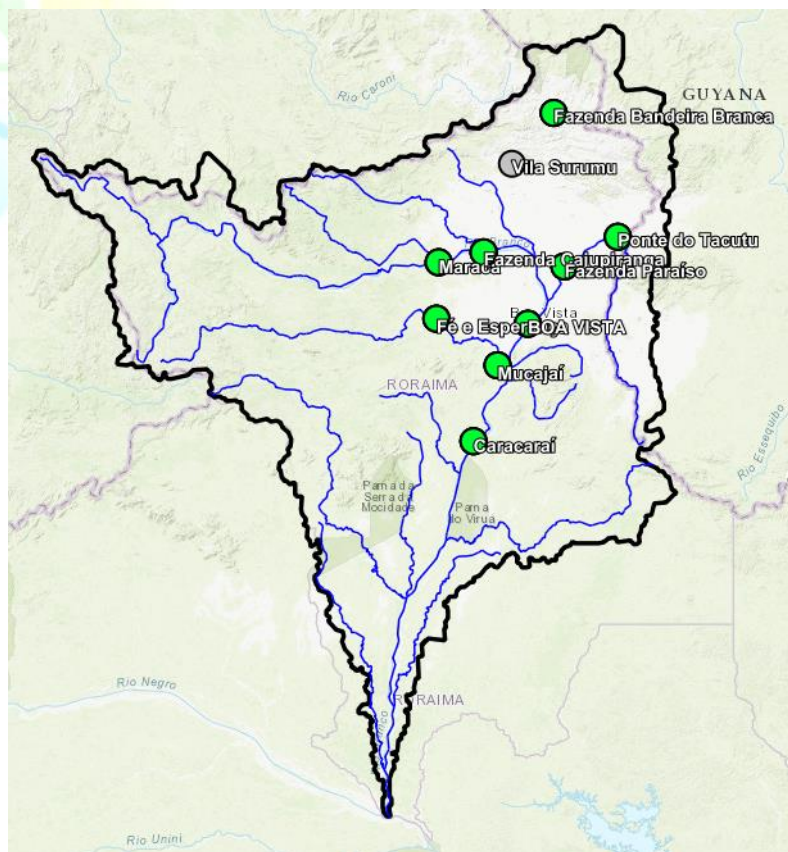 Rio Caroni
GUYANA
Fazenda Bandeira Branca
Vila Surumu
Ponte do Tacutu
Fazenda Cajupiranga
Maracá
Fazenda Paraíso
Fé e Esper
BOA VISTA
Mucajaí
RORAIMA
Caracaraí
Rio Essequibo
Parna da
Serra da
Mocidade
Parna
do Viruá
Rio Negro
RORAIMA
Rio Unini